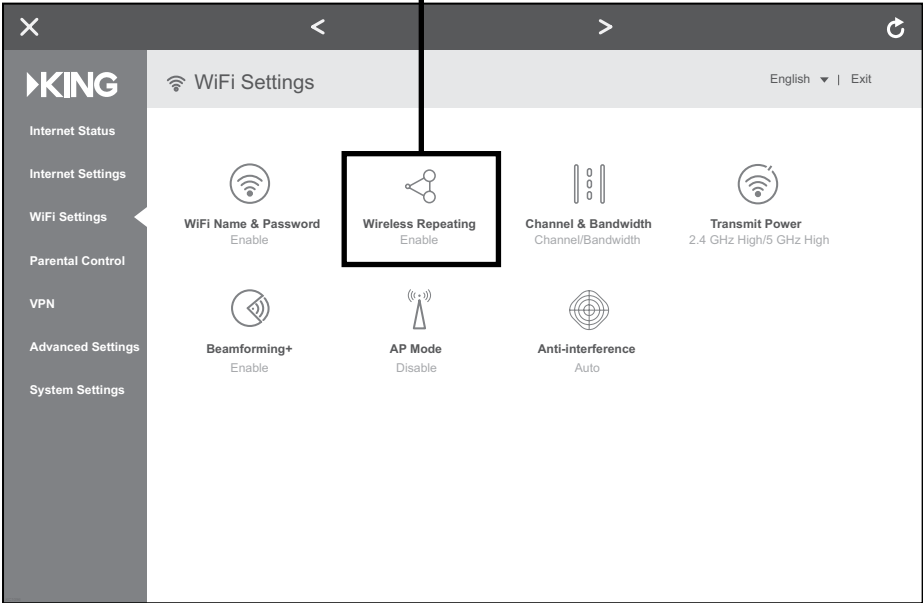 KING
WiFi Settings
English | Exit
Internet Status
Internet Settings
WiFi Settings
Parental Control
VPN
Advanced Settings
System Settings
WiFi Name & Password
Enable
Wireless Repeating
Enable
Channel & Bandwidth
Channel/Bandwidth
Transmit Power
2.4 GHz High/5 GHz High
Beamforming+
Enable
AP Mode
Disable
Anti-interference
Auto